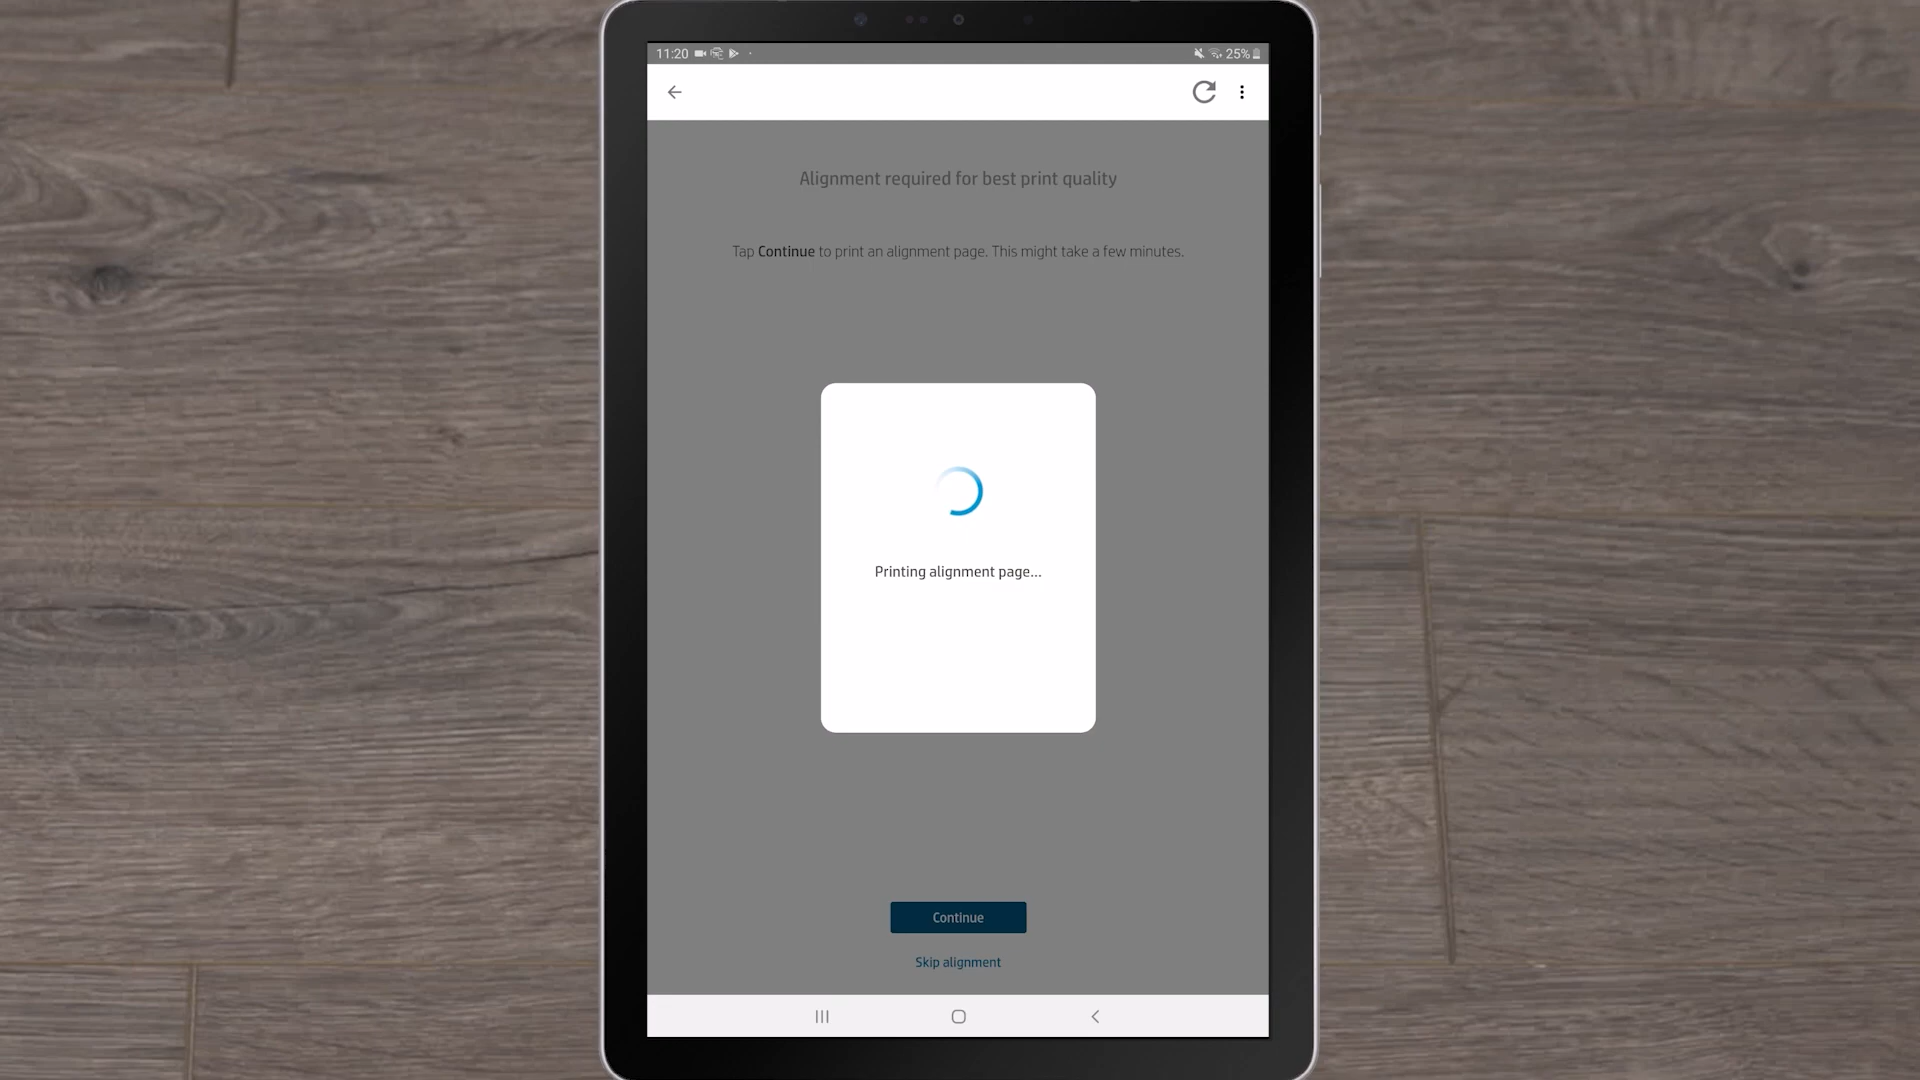 11:20
25%
Alignment required for best print quality
Tap Continue to print an alignment page. This might take a few minutes.
Printing alignment page...
Continue
Skip alignment